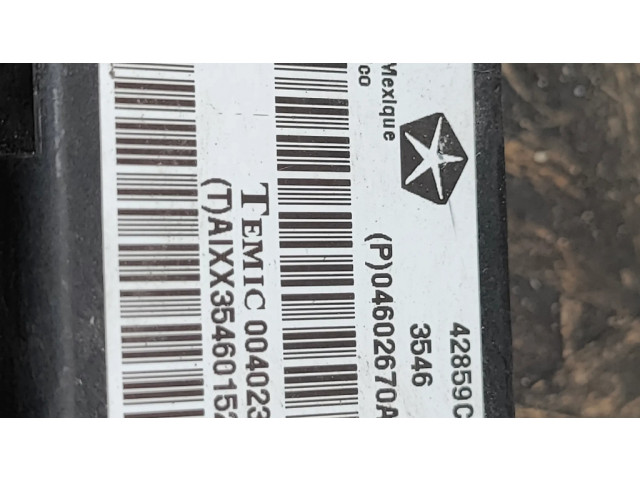 42859C
3546
Mexique
co
(P)04602670A
TEMIC 004023
(T)AIXX3546015